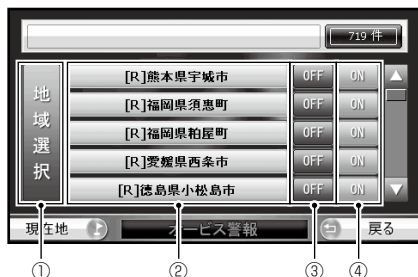 719 件
地域選択
[R]熊本県宇城市 OFF ON
[R]福岡県須恵町 OFF ON
[R]福岡県粕屋町 OFF ON
[R]愛媛県西条市 OFF ON
[R]徳島県小松島市 OFF ON
現在地 オービス警報 戻る
① ② ③ ④